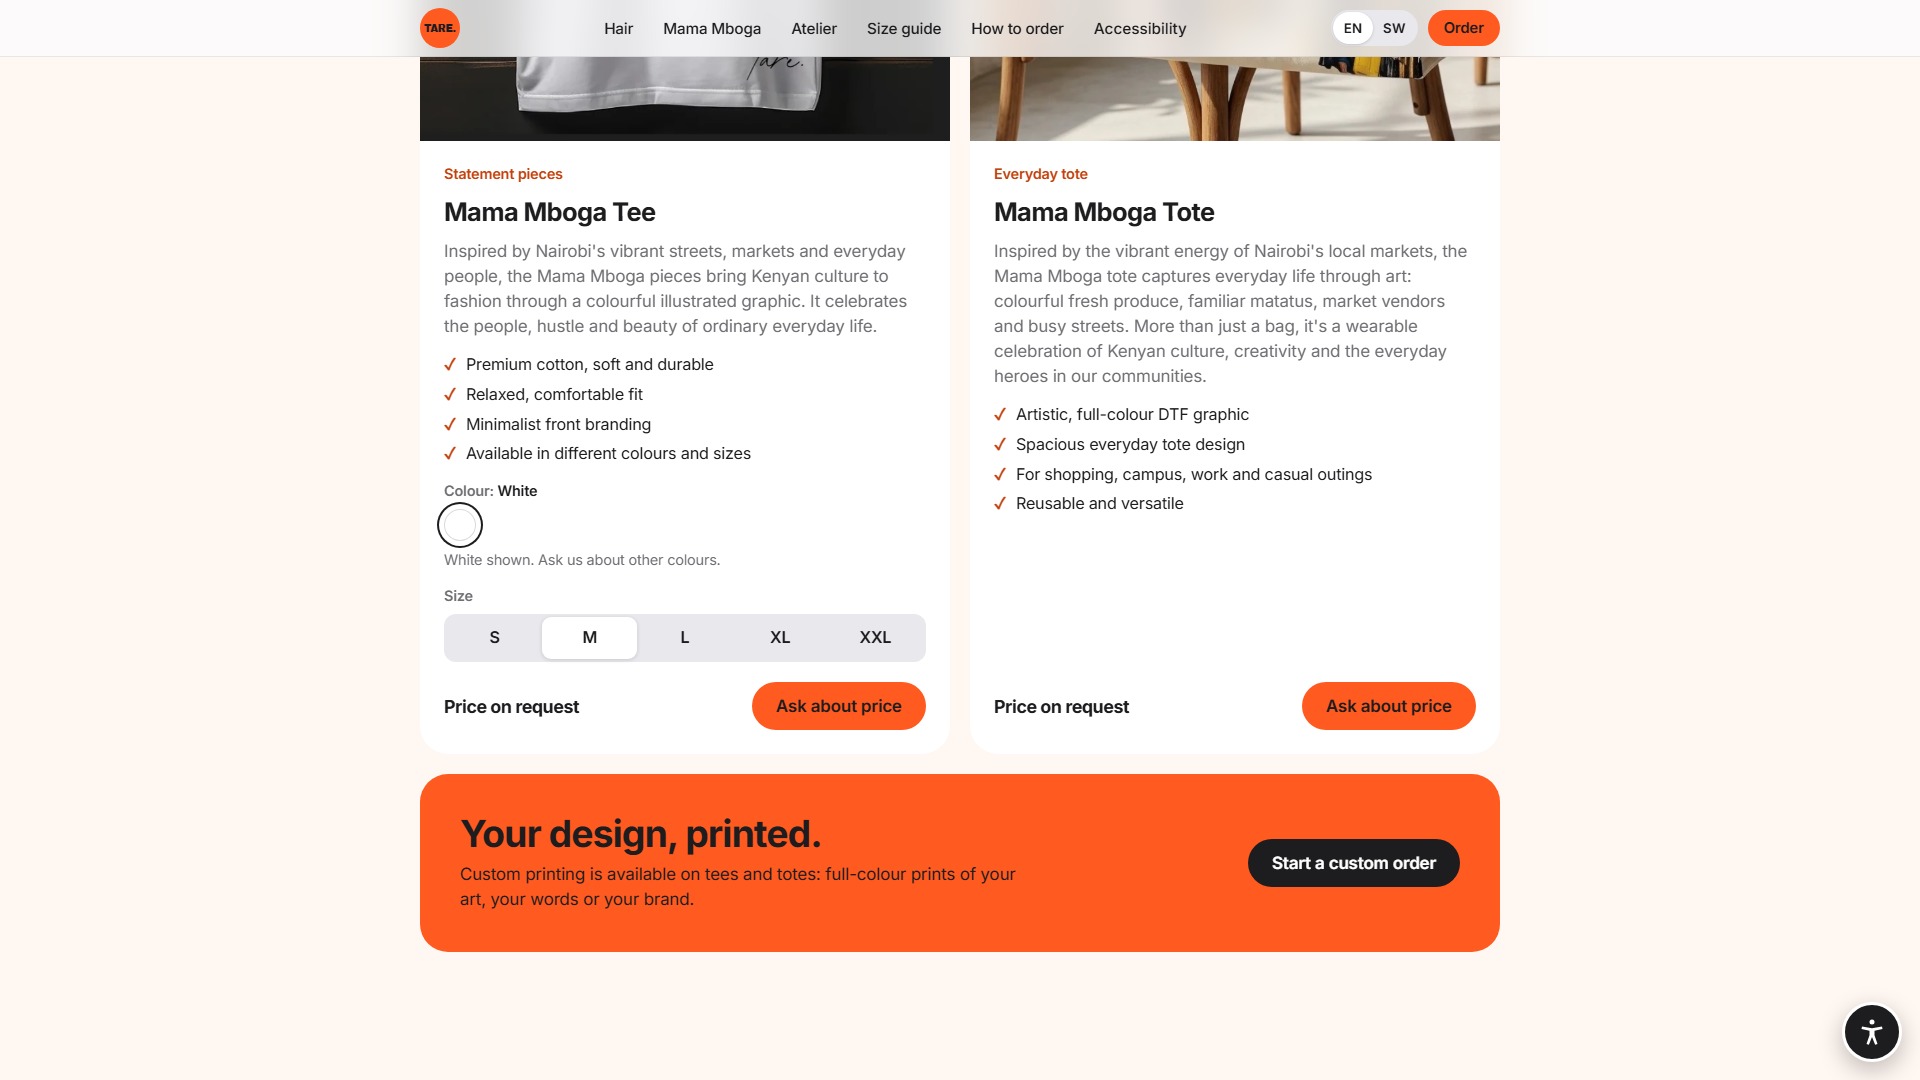 TARE.
Hair
Mama Mboga
Atelier
Size guide
How to order
Accessibility
EN
SW
Order
Tare.
Statement pieces
Mama Mboga Tee
Inspired by Nairobi's vibrant streets, markets and everyday
people, the Mama Mboga pieces bring Kenyan culture to
fashion through a colourful illustrated graphic. It celebrates
the people, hustle and beauty of ordinary everyday life.
✓ Premium cotton, soft and durable
✓ Relaxed, comfortable fit
✓ Minimalist front branding
✓ Available in different colours and sizes
Colour: White
White shown. Ask us about other colours.
Size
S
M
L
XL
XXL
Price on request
Ask about price
Everyday tote
Mama Mboga Tote
Inspired by the vibrant energy of Nairobi's local markets, the
Mama Mboga tote captures everyday life through art:
colourful fresh produce, familiar matatus, market vendors
and busy streets. More than just a bag, it's a wearable
celebration of Kenyan culture, creativity and the everyday
heroes in our communities.
✓ Artistic, full-colour DTF graphic
✓ Spacious everyday tote design
✓ For shopping, campus, work and casual outings
✓ Reusable and versatile
Price on request
Ask about price
Your design, printed.
Custom printing is available on tees and totes: full-colour prints of your
art, your words or your brand.
Start a custom order